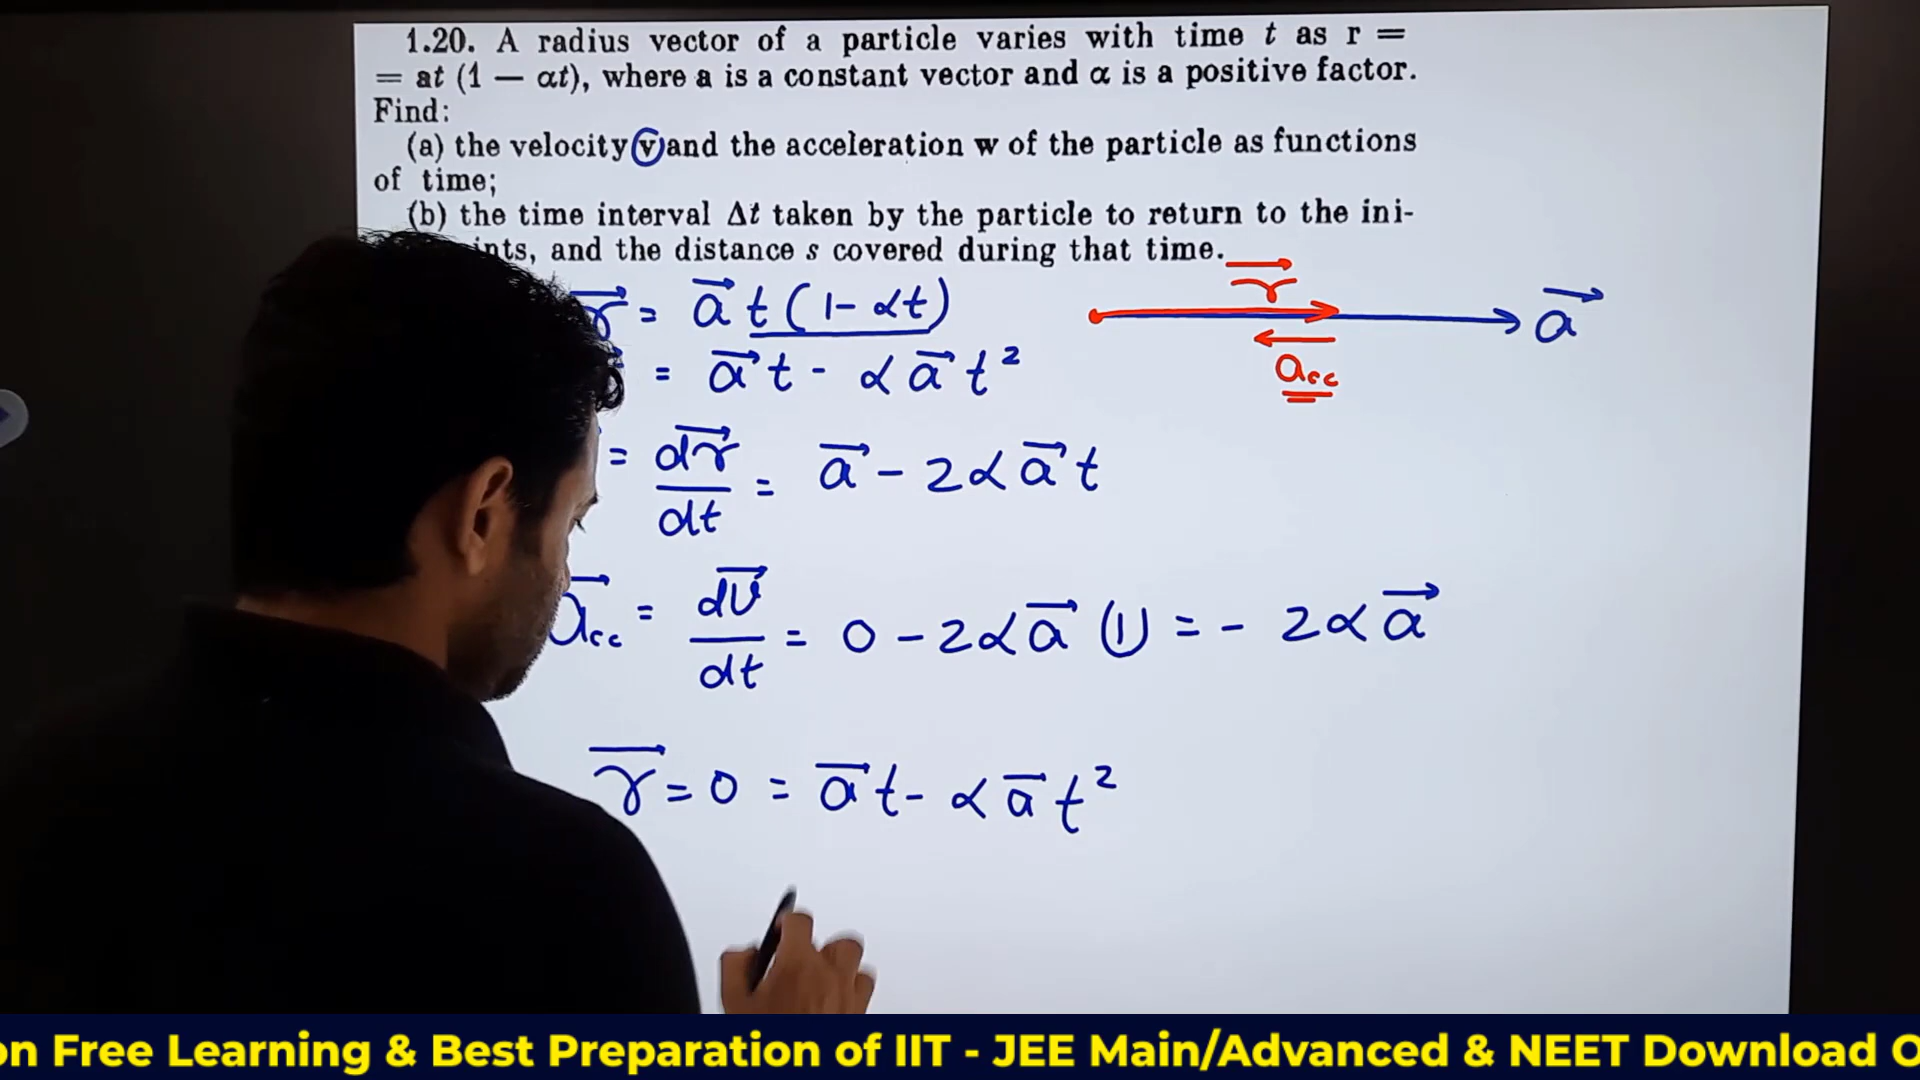 1.20. A radius vector of a particle varies with time t as r =
= at (1 — αt), where a is a constant vector and α is a positive factor.
Find:
(a) the velocity v and the acceleration w of the particle as functions
of time;
(b) the time interval Δt taken by the particle to return to the ini-
and the distance s covered during that time.
r⃗ = a⃗ t (1 - αt)
= a⃗ t - α a⃗ t²
= dr⃗/dt = a⃗ - 2α a⃗ t
a⃗cc = dv⃗/dt = 0 - 2α a⃗ (1) = - 2α a⃗
r⃗ = 0 = a⃗ t - α a⃗ t²
r⃗
a⃗
acc
on Free Learning & Best Preparation of IIT - JEE Main/Advanced & NEET Download O